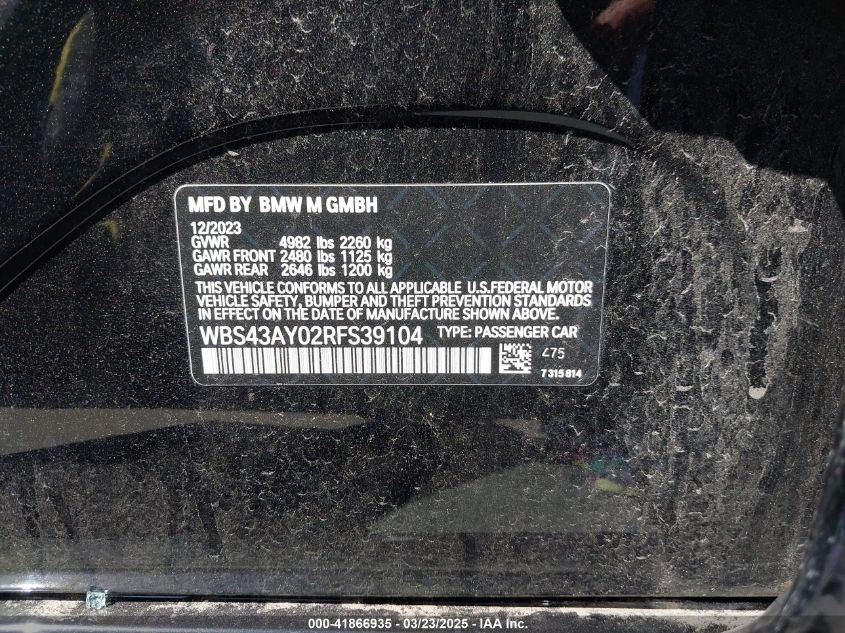 MFD BY BMW M GMBH
12/2023
GVWR 4982 lbs 2260 kg
GAWR FRONT 2480 lbs 1125 kg
GAWR REAR 2646 lbs 1200 kg
THIS VEHICLE CONFORMS TO ALL APPLICABLE U.S.FEDERAL MOTOR
VEHICLE SAFETY, BUMPER AND THEFT PREVENTION STANDARDS
IN EFFECT ON THE DATE OF MANUFACTURE SHOWN ABOVE.
WBS43AY02RFS39104 TYPE: PASSENGER CAR
475
7315814
000-41866935 - 03/23/2025 - IAA Inc.